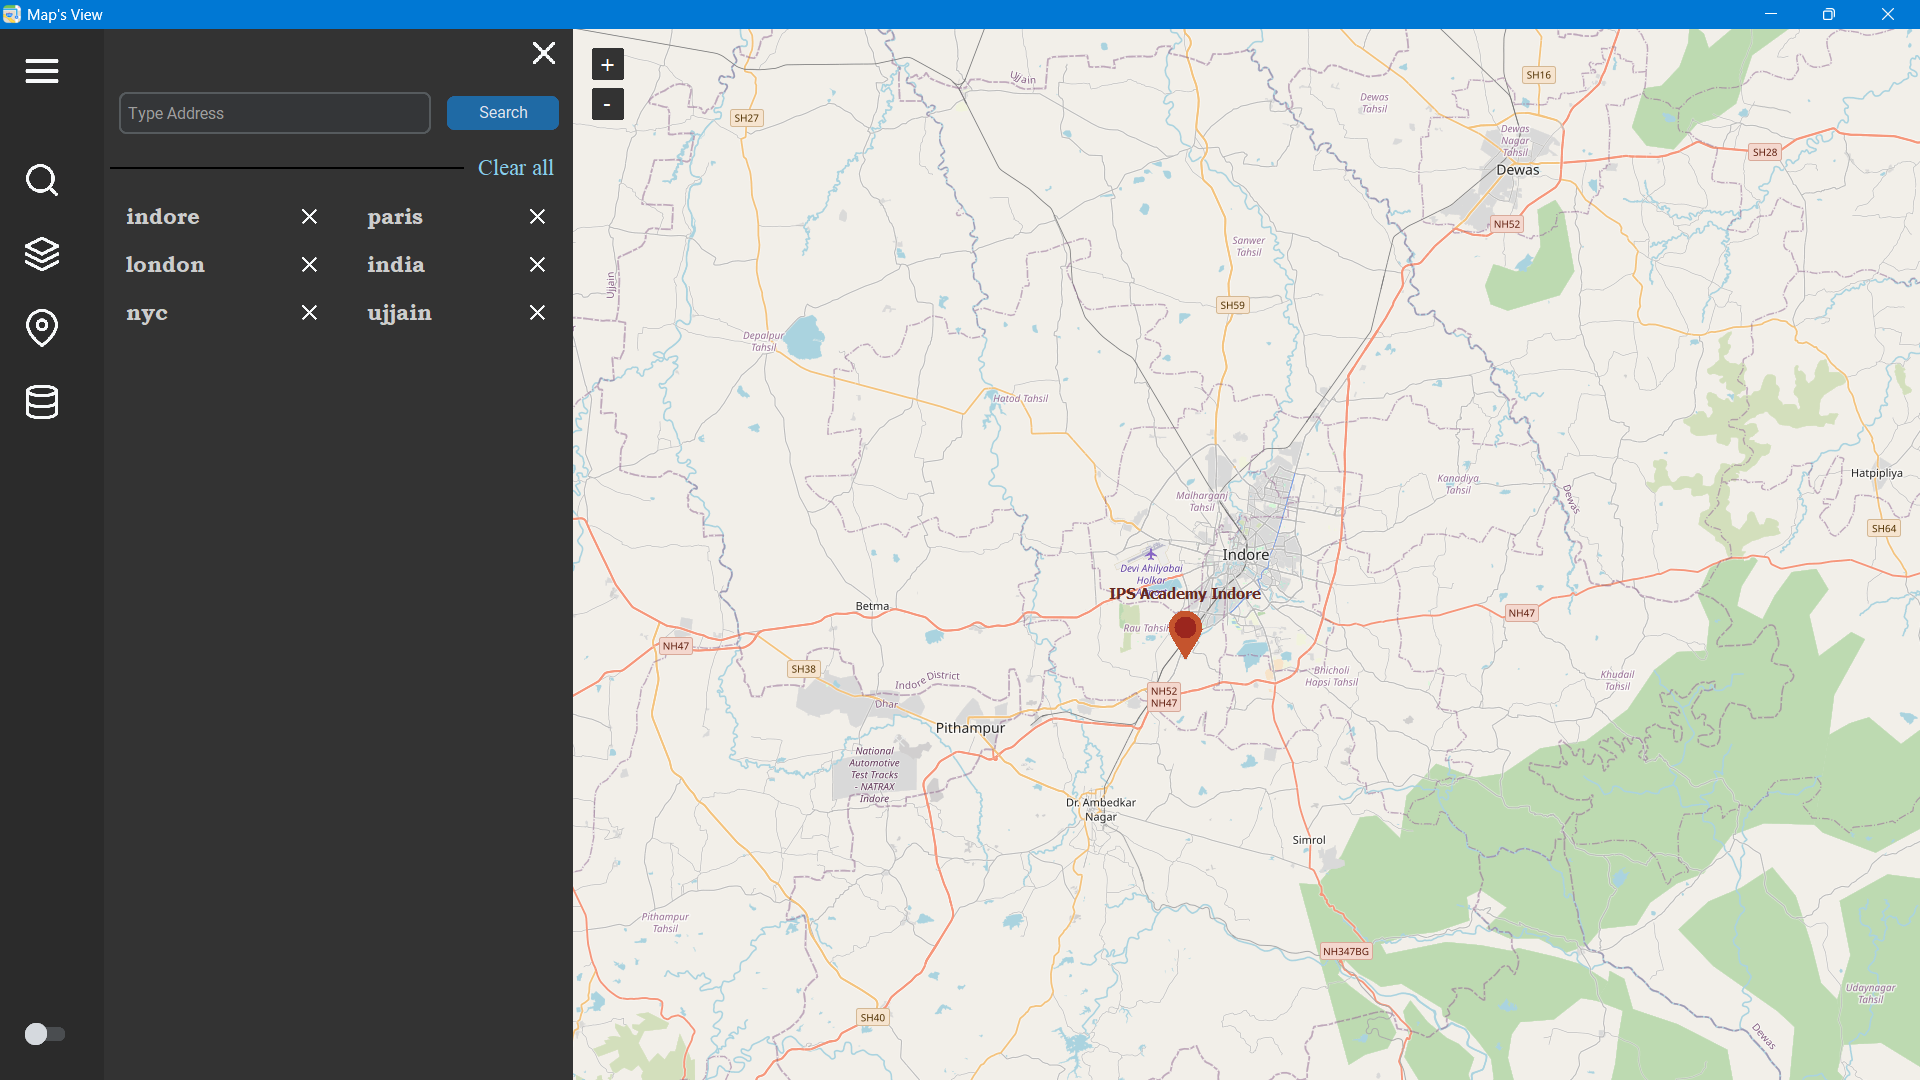 Map's View
Type Address
Search
Clear all
indore
paris
london
india
nyc
ujjain
+
-
Ujjain
SH16
Dewas
Tahsil
SH27
Dewas
Nagar
Tahsil
SH28
Dewas
NH52
Sanwer
Tahsil
Ujjain
SH59
Depalpur
Tahsil
Hatod Tahsil
Hatpipliya
Kanadiya
Tahsil
Malharganj
Tahsil
Dewas
SH64
Indore
Devi Ahilyabai
Holkar
IPS Academy Indore
Betma
NH47
Rau Tahsil
NH47
SH38
Bhicholi
Hapsi Tahsil
Khudail
Tahsil
Indore District
NH52
NH47
Dhar
Pithampur
National
Automotive
Test Tracks
- NATRAX
Indore
Dr. Ambedkar
Nagar
Simrol
Pithampur
Tahsil
NH347BG
Udaynagar
Tahsil
SH40
Dewas